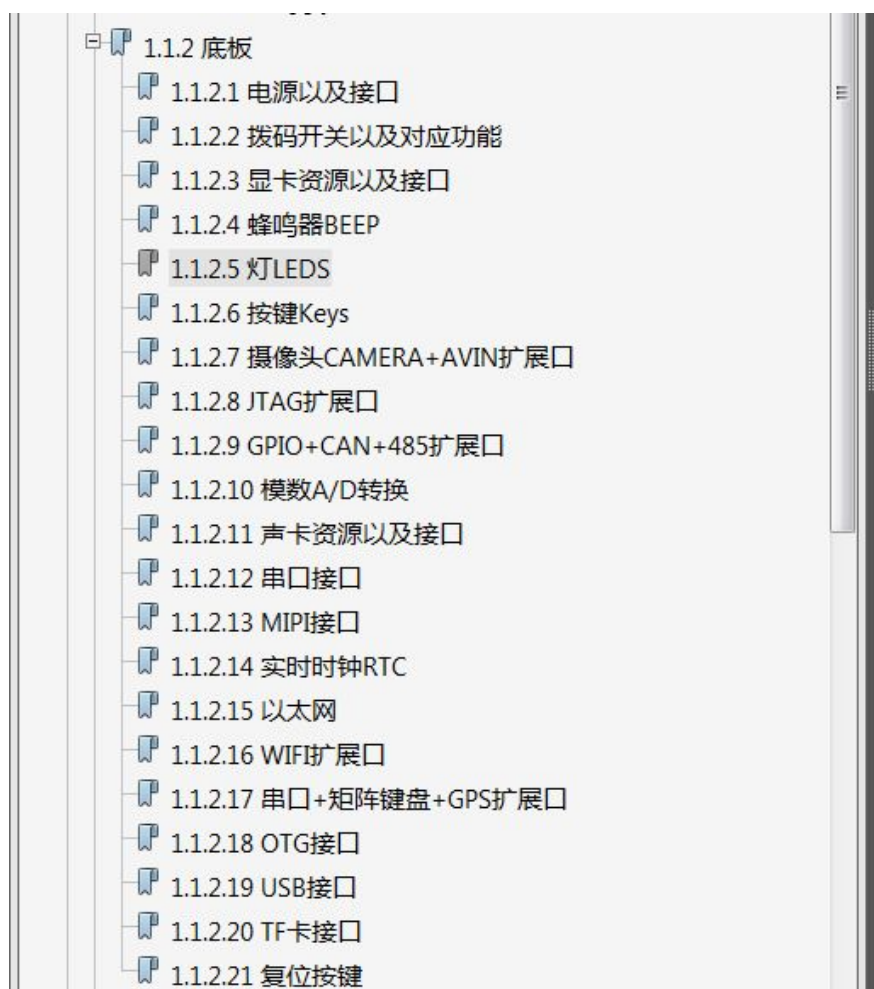 1.1.2 底板
1.1.2.1 电源以及接口
1.1.2.2 拨码开关以及对应功能
1.1.2.3 显卡资源以及接口
1.1.2.4 蜂鸣器BEEP
1.1.2.5 灯LEDS
1.1.2.6 按键Keys
1.1.2.7 摄像头CAMERA+AVIN扩展口
1.1.2.8 JTAG扩展口
1.1.2.9 GPIO+CAN+485扩展口
1.1.2.10 模数A/D转换
1.1.2.11 声卡资源以及接口
1.1.2.12 串口接口
1.1.2.13 MIPI接口
1.1.2.14 实时时钟RTC
1.1.2.15 以太网
1.1.2.16 WIFI扩展口
1.1.2.17 串口+矩阵键盘+GPS扩展口
1.1.2.18 OTG接口
1.1.2.19 USB接口
1.1.2.20 TF卡接口
1.1.2.21 复位按键